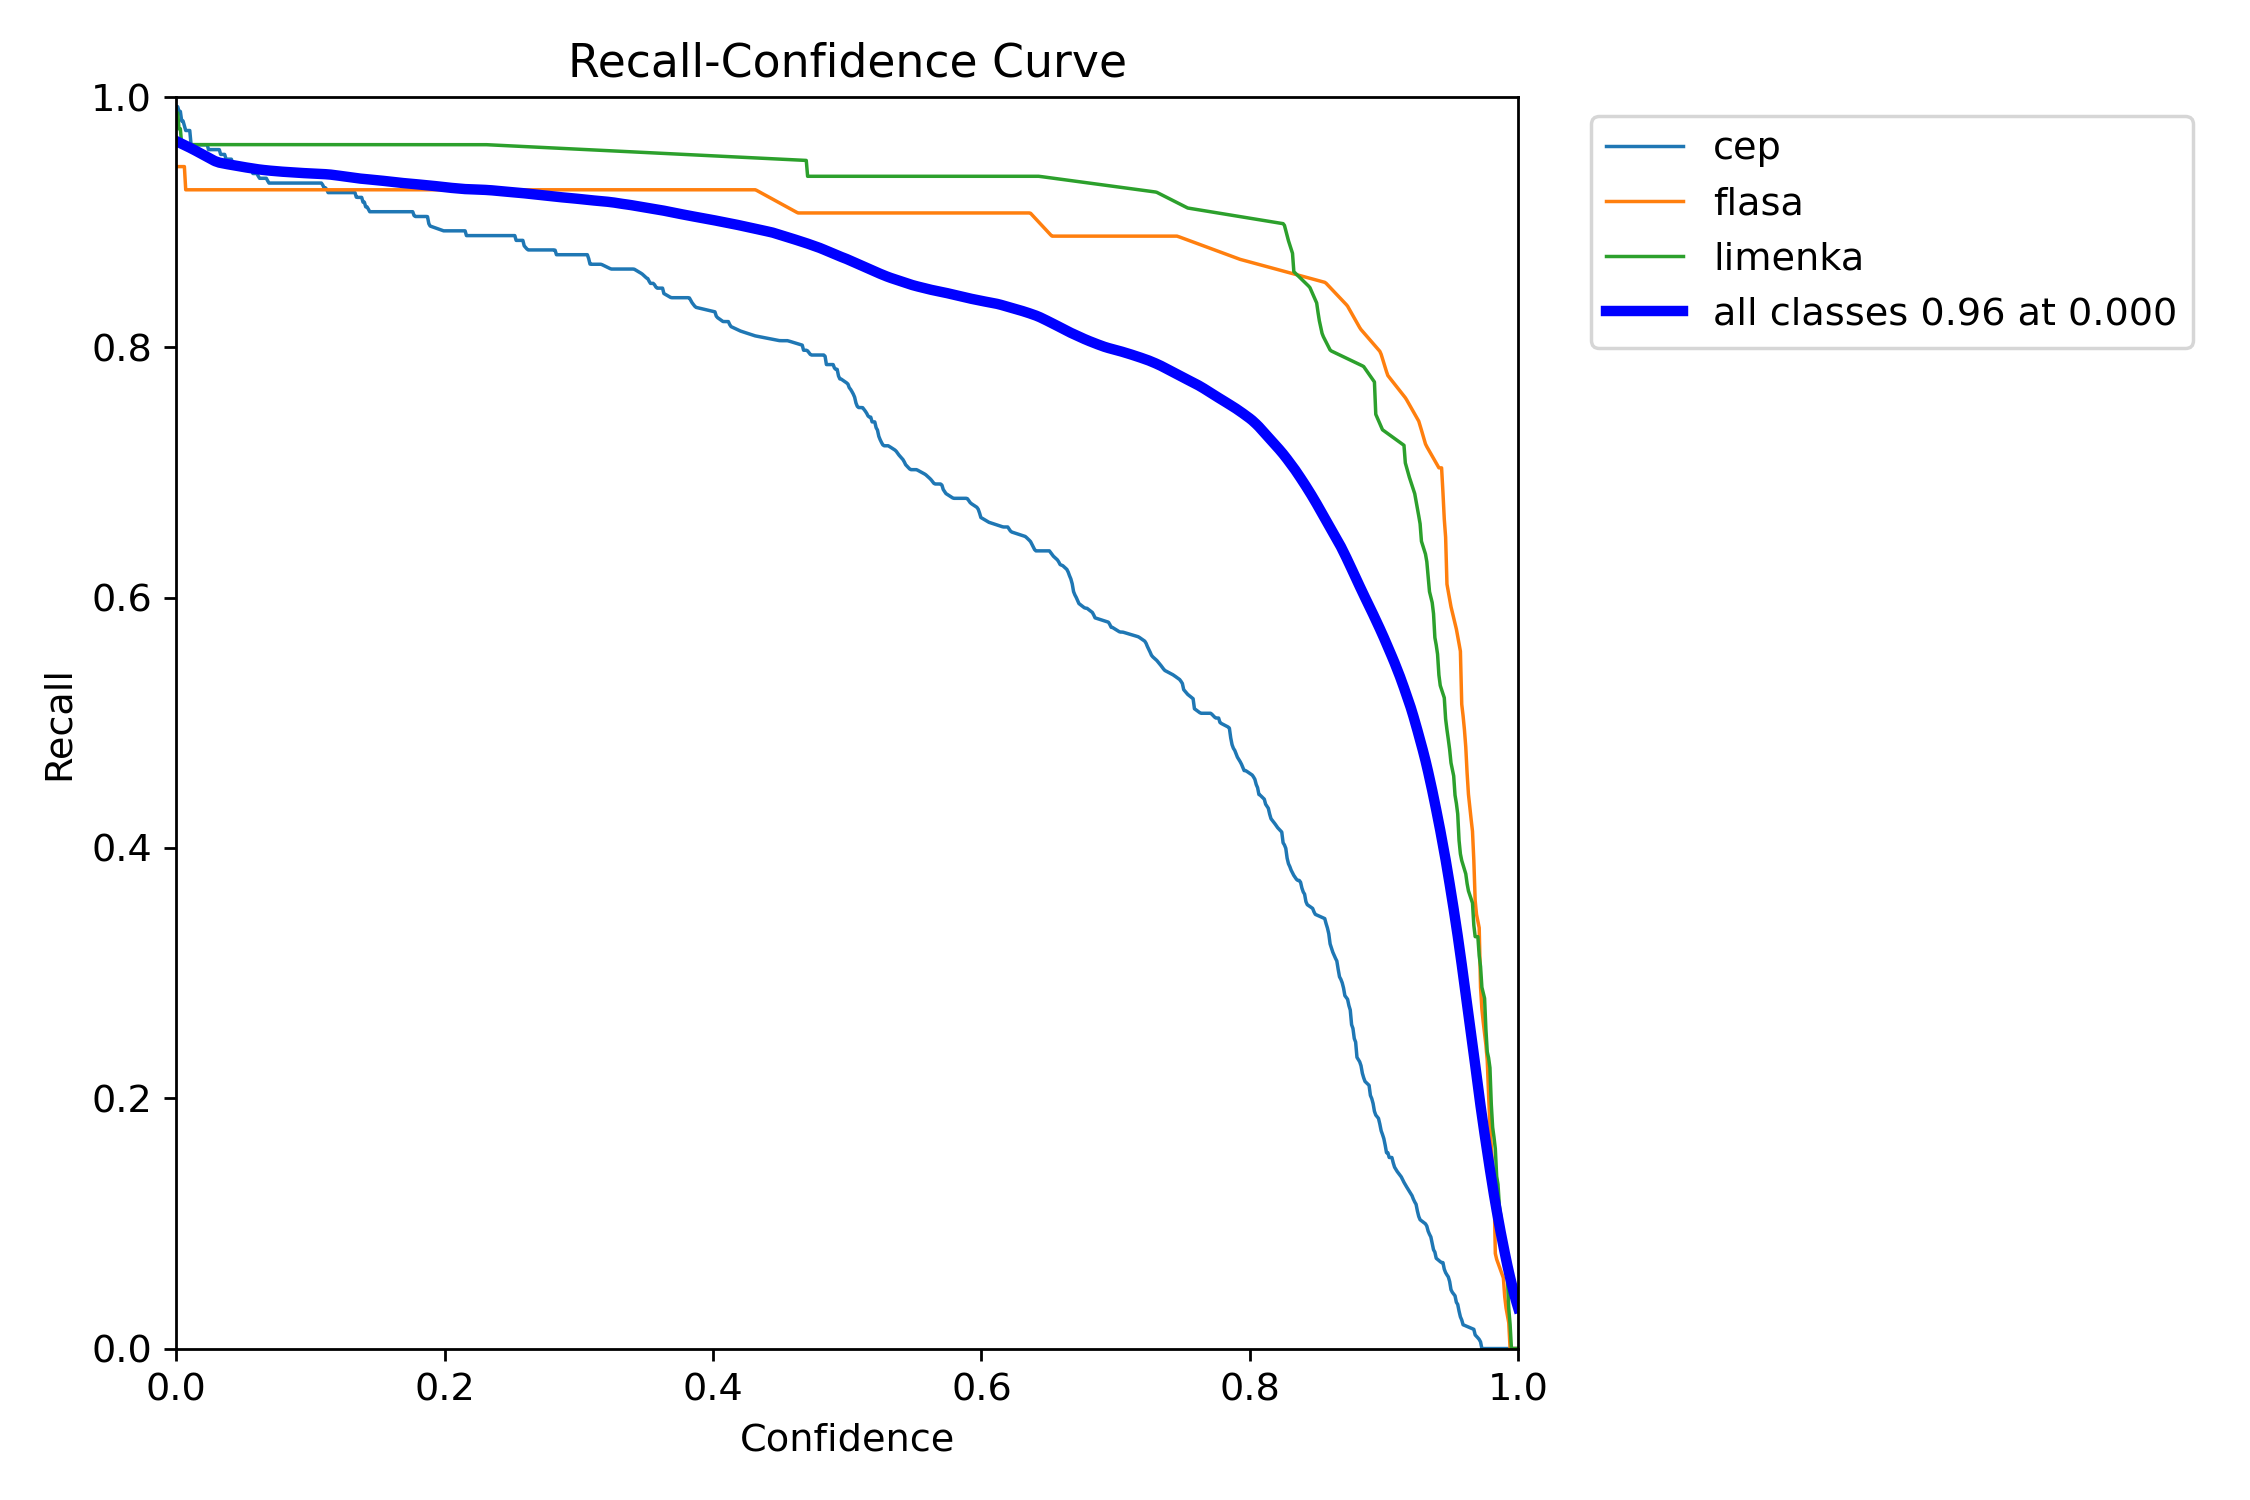 Recall-Confidence Curve
1.0
0.8
0.6
0.4
0.2
0.0
Recall
0.0 0.2 0.4 0.6 0.8 1.0
Confidence
cep
flasa
limenka
all classes 0.96 at 0.000